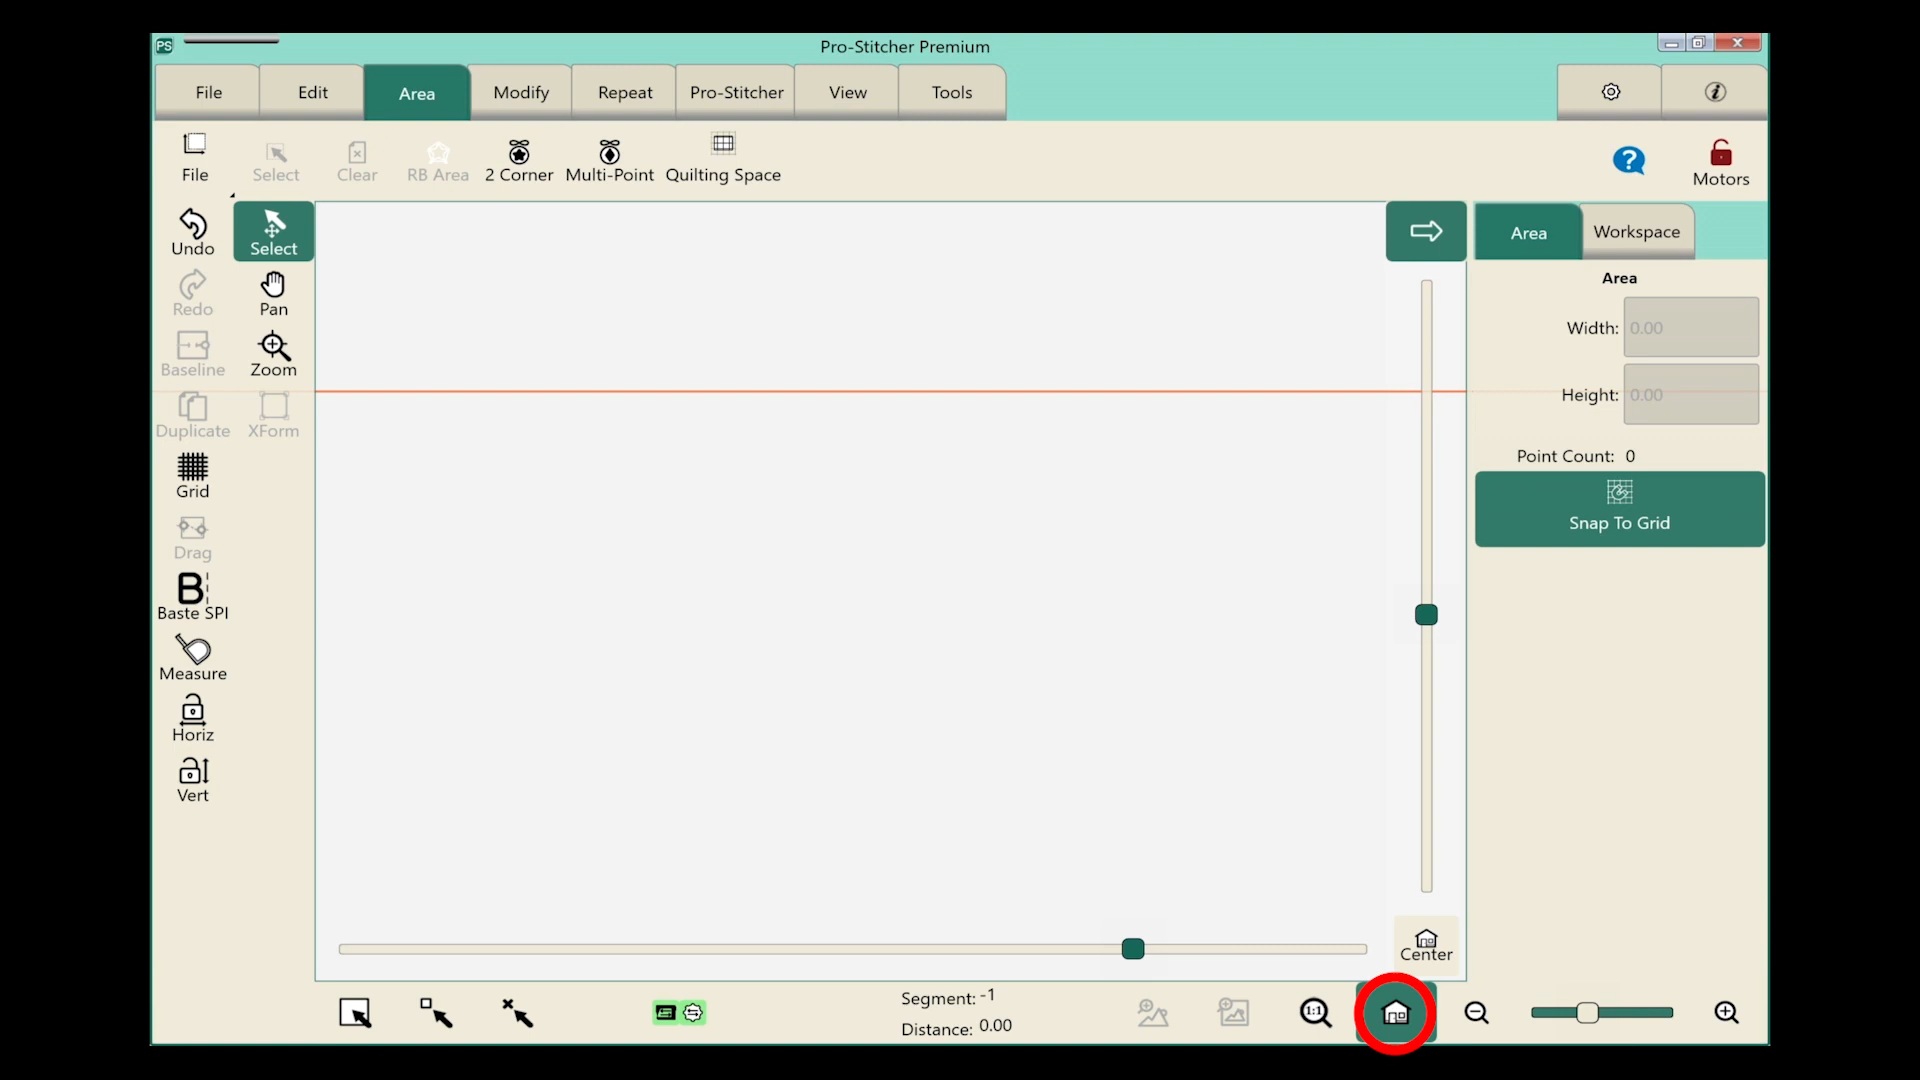 PS
Pro-Stitcher Premium
File Edit Area Modify Repeat Pro-Stitcher View Tools
File Select Clear RB Area 2 Corner Multi-Point Quilting Space
Motors
Undo Select
Redo Pan
Baseline Zoom
Duplicate XForm
Grid
Drag
B
Baste SPI
Measure
Horiz
Vert
Area Workspace
Area
Width: 0.00
Height: 0.00
Point Count: 0
Snap To Grid
Center
Segment: -1
Distance: 0.00
1:1